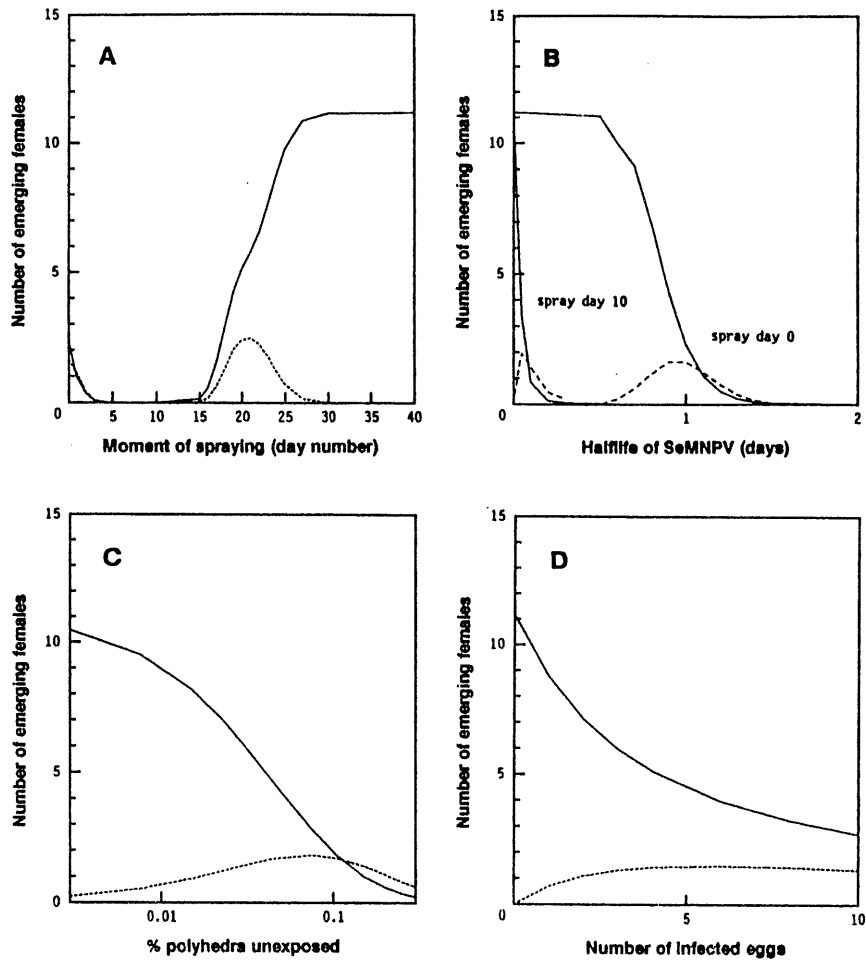 A
15
10
5
0
Number of emerging females
0 5 10 15 20 25 30 35 40
Moment of spraying (day number)
B
15
10
5
0
Number of emerging females
spray day 10
spray day 0
0 1 2
Halflife of SeMNPV (days)
C
15
10
5
0
Number of emerging females
0.01 0.1
% polyhedra unexposed
D
15
10
5
0
Number of emerging females
0 5 10
Number of infected eggs